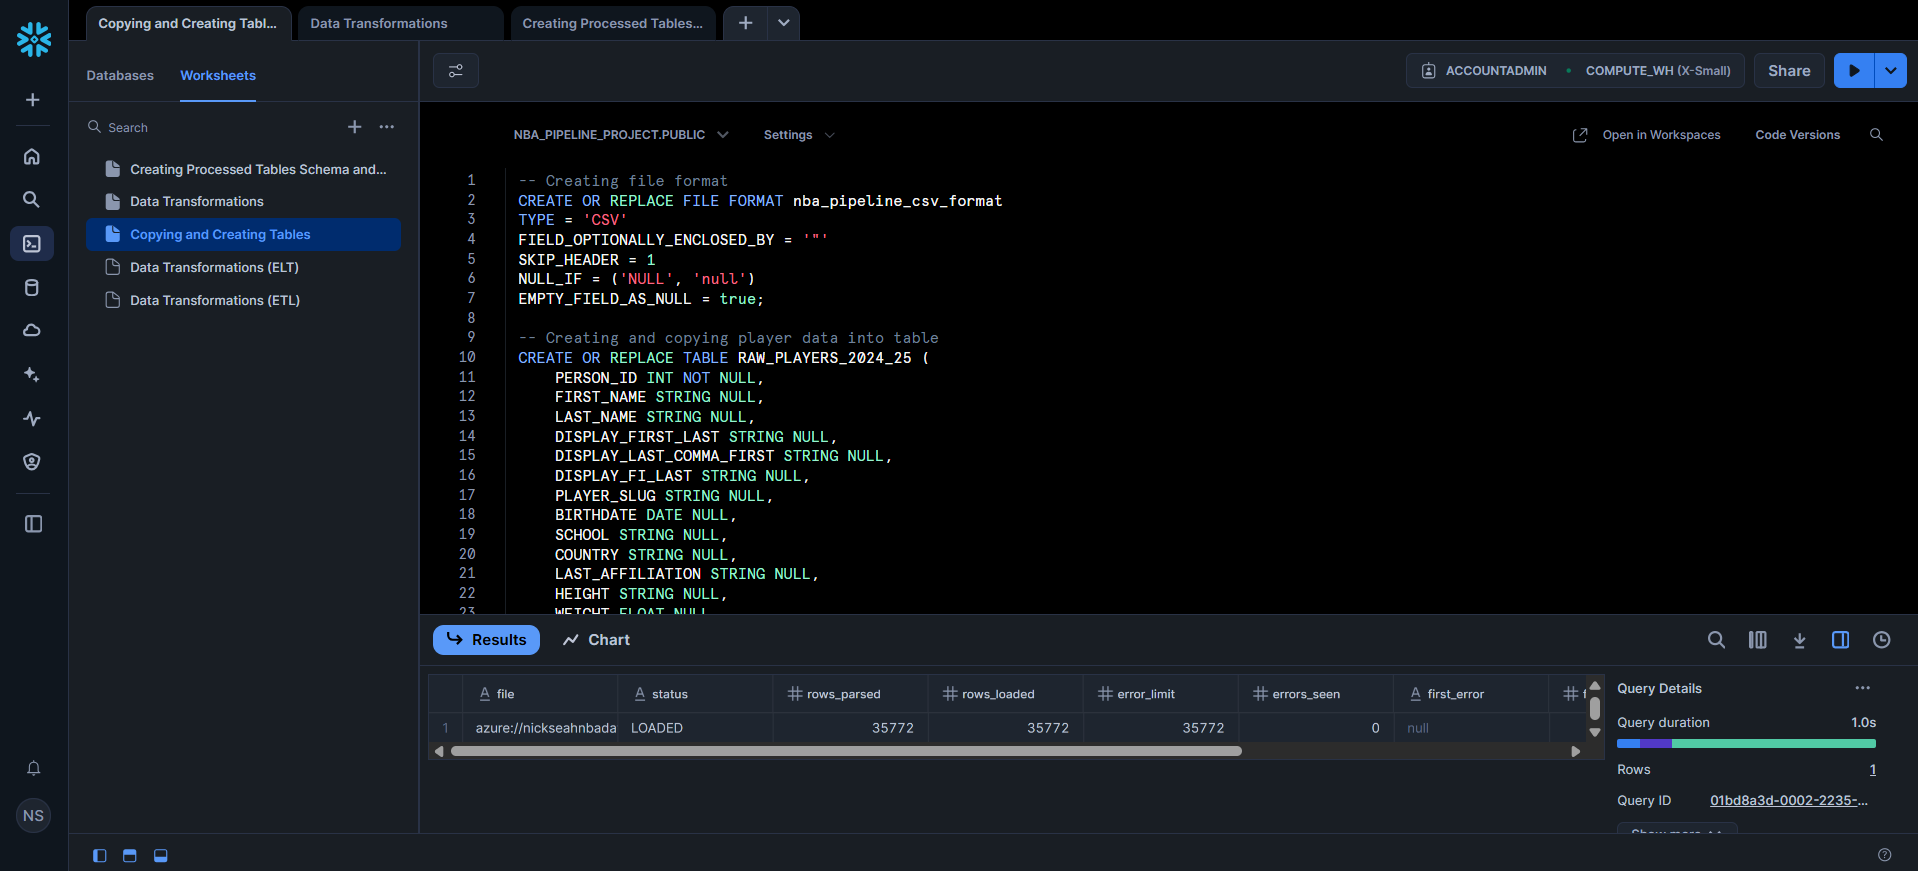 Copying and Creating Tabl...
Data Transformations
Creating Processed Tables...
Databases
Worksheets
ACCOUNTADMIN
COMPUTE_WH (X-Small)
Share
Search
Creating Processed Tables Schema and...
Data Transformations
Copying and Creating Tables
Data Transformations (ELT)
Data Transformations (ETL)
NBA_PIPELINE_PROJECT.PUBLIC
Settings
Open in Workspaces
Code Versions
1 -- Creating file format
2 CREATE OR REPLACE FILE FORMAT nba_pipeline_csv_format
3 TYPE = 'CSV'
4 FIELD_OPTIONALLY_ENCLOSED_BY = '"'
5 SKIP_HEADER = 1
6 NULL_IF = ('NULL', 'null')
7 EMPTY_FIELD_AS_NULL = true;
8
9 -- Creating and copying player data into table
10 CREATE OR REPLACE TABLE RAW_PLAYERS_2024_25 (
11 PERSON_ID INT NOT NULL,
12 FIRST_NAME STRING NULL,
13 LAST_NAME STRING NULL,
14 DISPLAY_FIRST_LAST STRING NULL,
15 DISPLAY_LAST_COMMA_FIRST STRING NULL,
16 DISPLAY_FI_LAST STRING NULL,
17 PLAYER_SLUG STRING NULL,
18 BIRTHDATE DATE NULL,
19 SCHOOL STRING NULL,
20 COUNTRY STRING NULL,
21 LAST_AFFILIATION STRING NULL,
22 HEIGHT STRING NULL,
23 WEIGHT FLOAT NULL
Results
Chart
file status rows_parsed rows_loaded error_limit errors_seen first_error f
1 azure://nickseahnbada LOADED 35772 35772 35772 0 null
Query Details
Query duration 1.0s
Rows 1
Query ID 01bd8a3d-0002-2235-...
Show more
NS